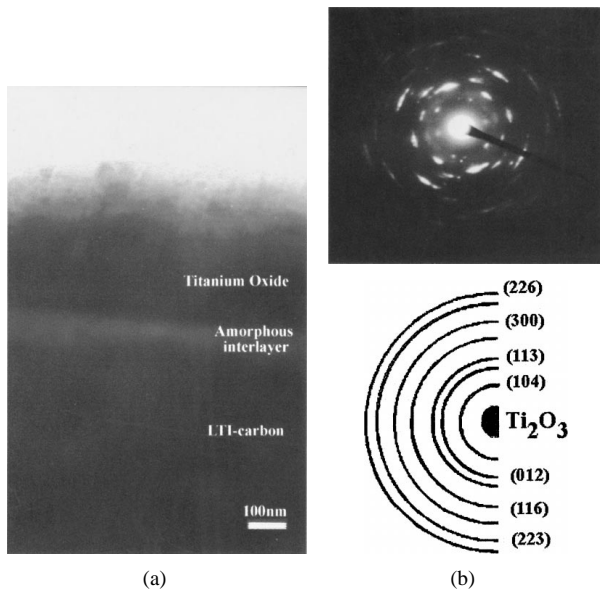 Titanium Oxide
Amorphous
interlayer
LTI-carbon
100nm
(226)
(300)
(113)
(104)
Ti₂O₃
(012)
(116)
(223)
(a)
(b)